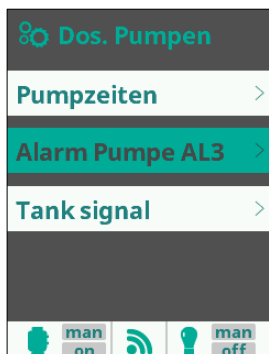 Dos. Pumpen
Pumpzeiten
Alarm Pumpe AL3
Tank signal
man man
on off